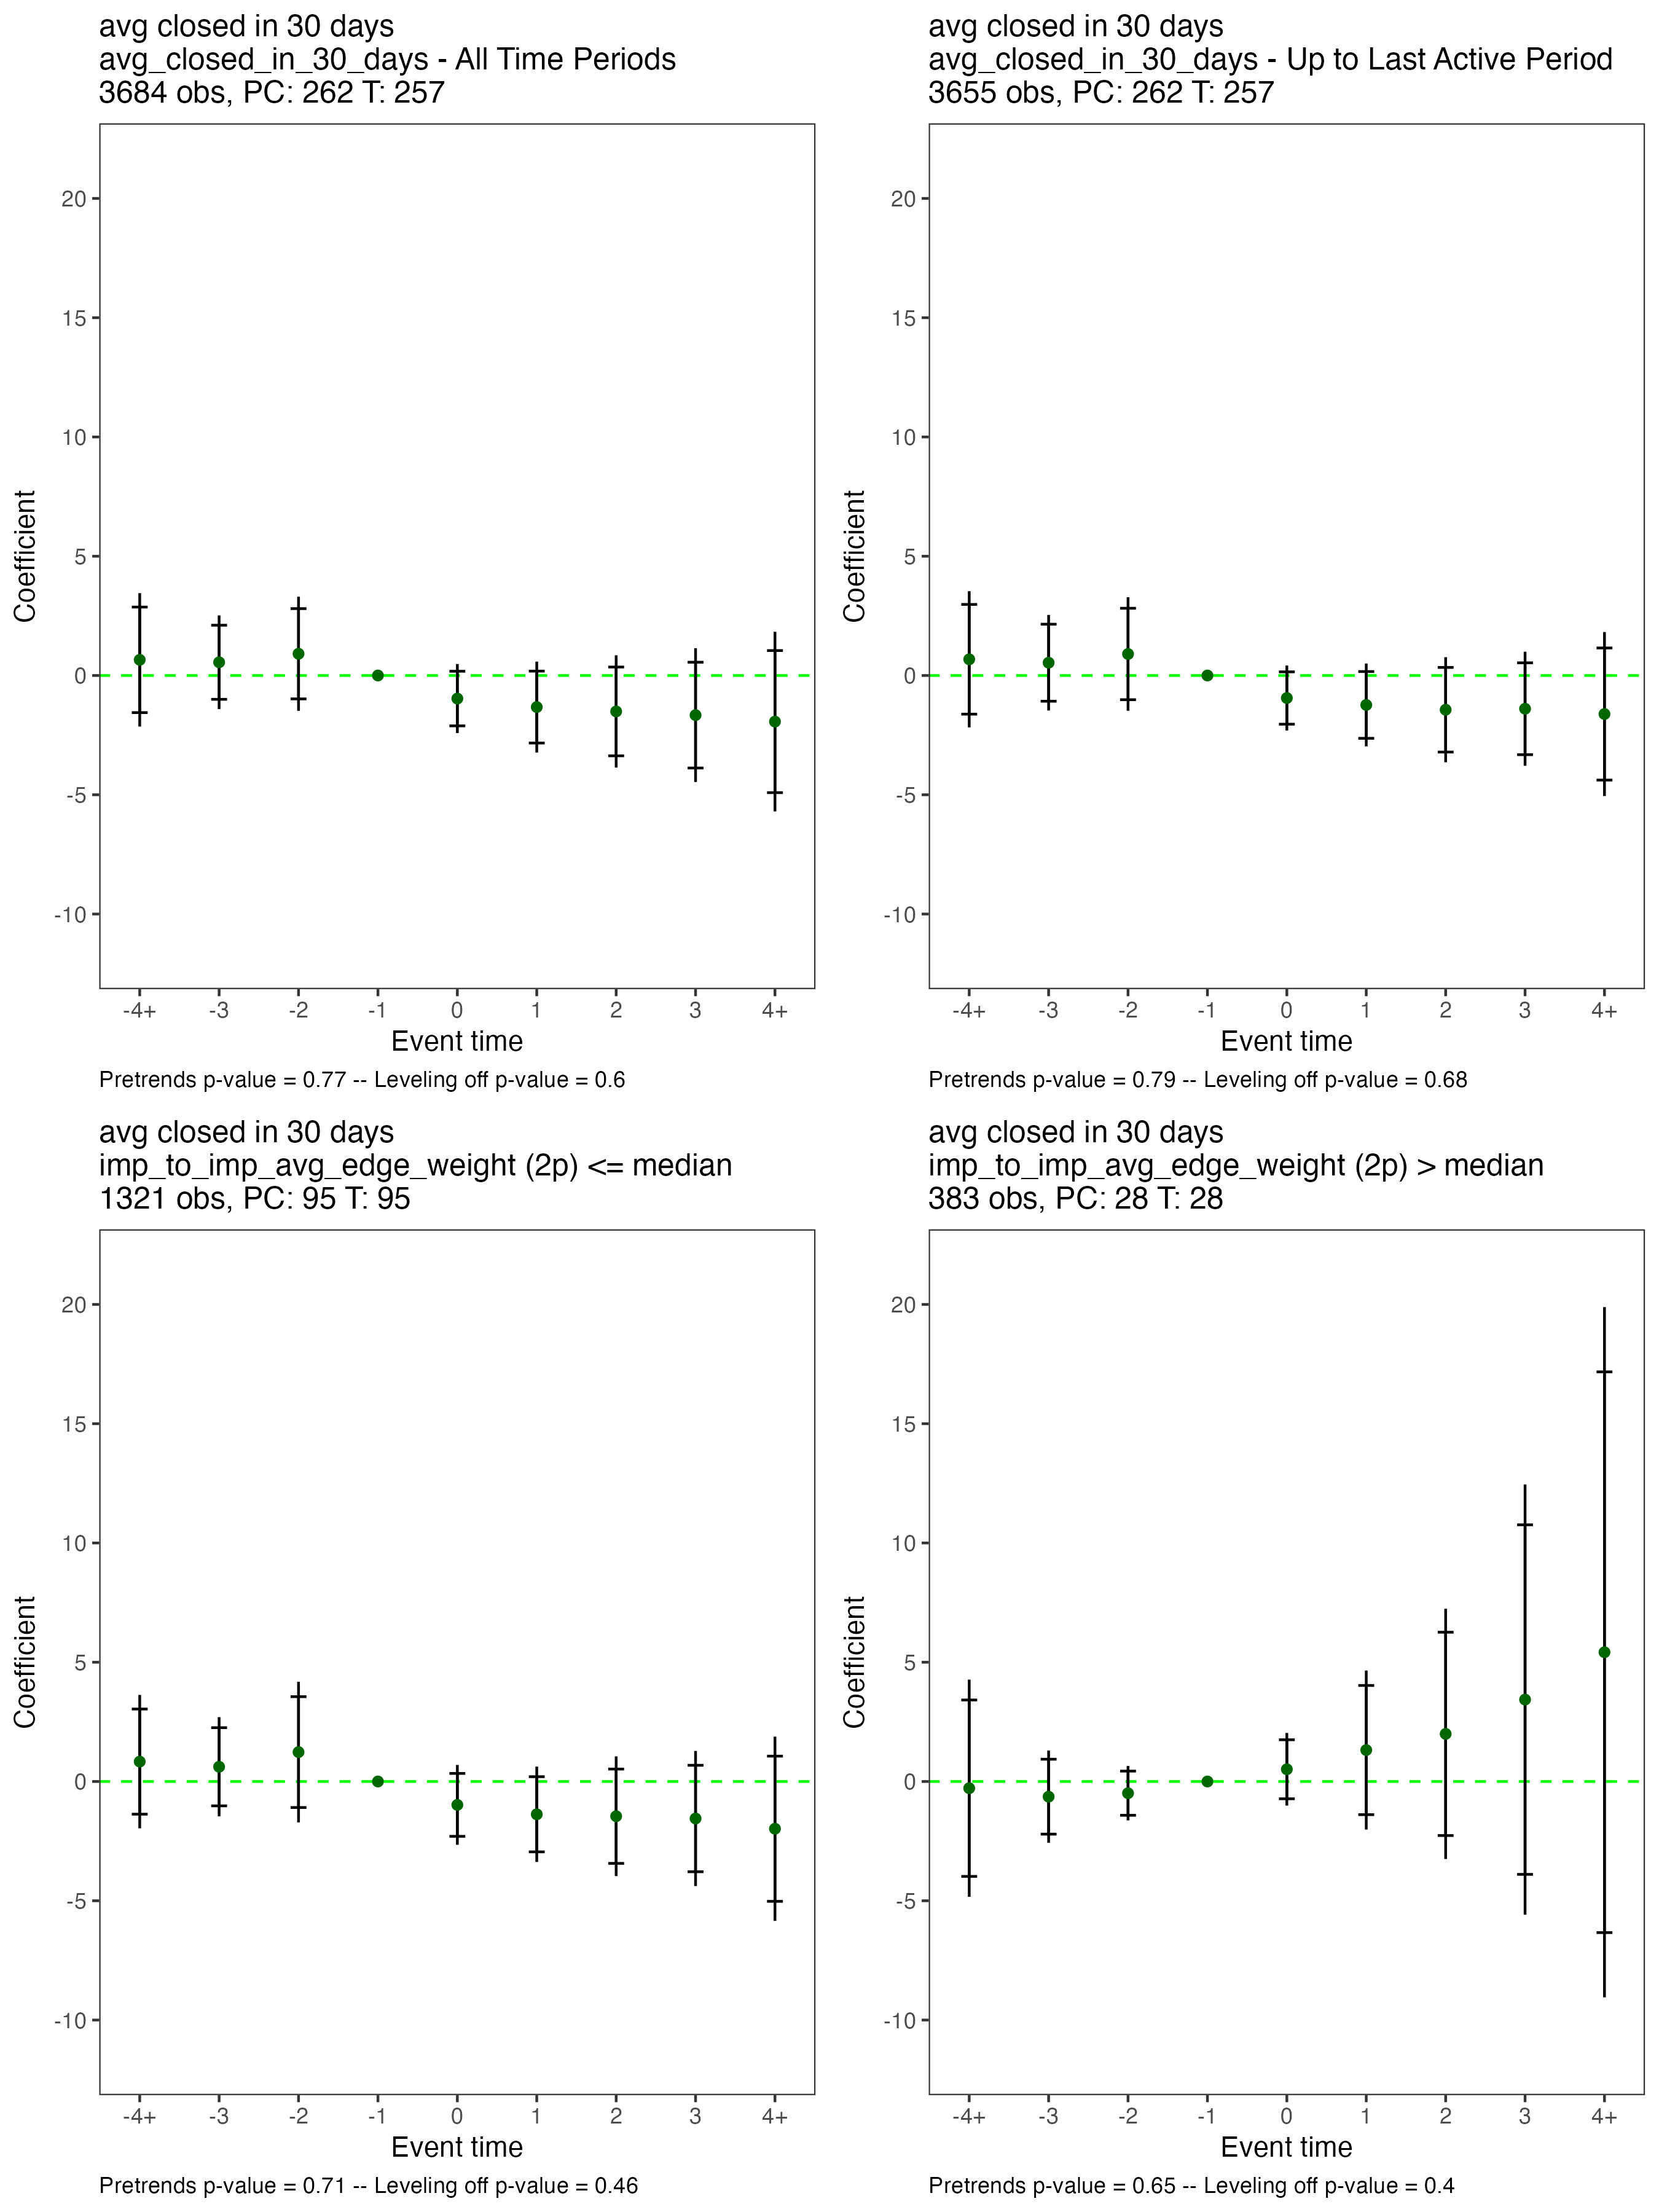 avg closed in 30 days
avg_closed_in_30_days - All Time Periods
3684 obs, PC: 262 T: 257
Coefficient
20
15
10
5
0
-5
-10
-4+ -3 -2 -1 0 1 2 3 4+
Event time
Pretrends p-value = 0.77 -- Leveling off p-value = 0.6
avg closed in 30 days
avg_closed_in_30_days - Up to Last Active Period
3655 obs, PC: 262 T: 257
Coefficient
20
15
10
5
0
-5
-10
-4+ -3 -2 -1 0 1 2 3 4+
Event time
Pretrends p-value = 0.79 -- Leveling off p-value = 0.68
avg closed in 30 days
imp_to_imp_avg_edge_weight (2p) <= median
1321 obs, PC: 95 T: 95
Coefficient
20
15
10
5
0
-5
-10
-4+ -3 -2 -1 0 1 2 3 4+
Event time
Pretrends p-value = 0.71 -- Leveling off p-value = 0.46
avg closed in 30 days
imp_to_imp_avg_edge_weight (2p) > median
383 obs, PC: 28 T: 28
Coefficient
20
15
10
5
0
-5
-10
-4+ -3 -2 -1 0 1 2 3 4+
Event time
Pretrends p-value = 0.65 -- Leveling off p-value = 0.4